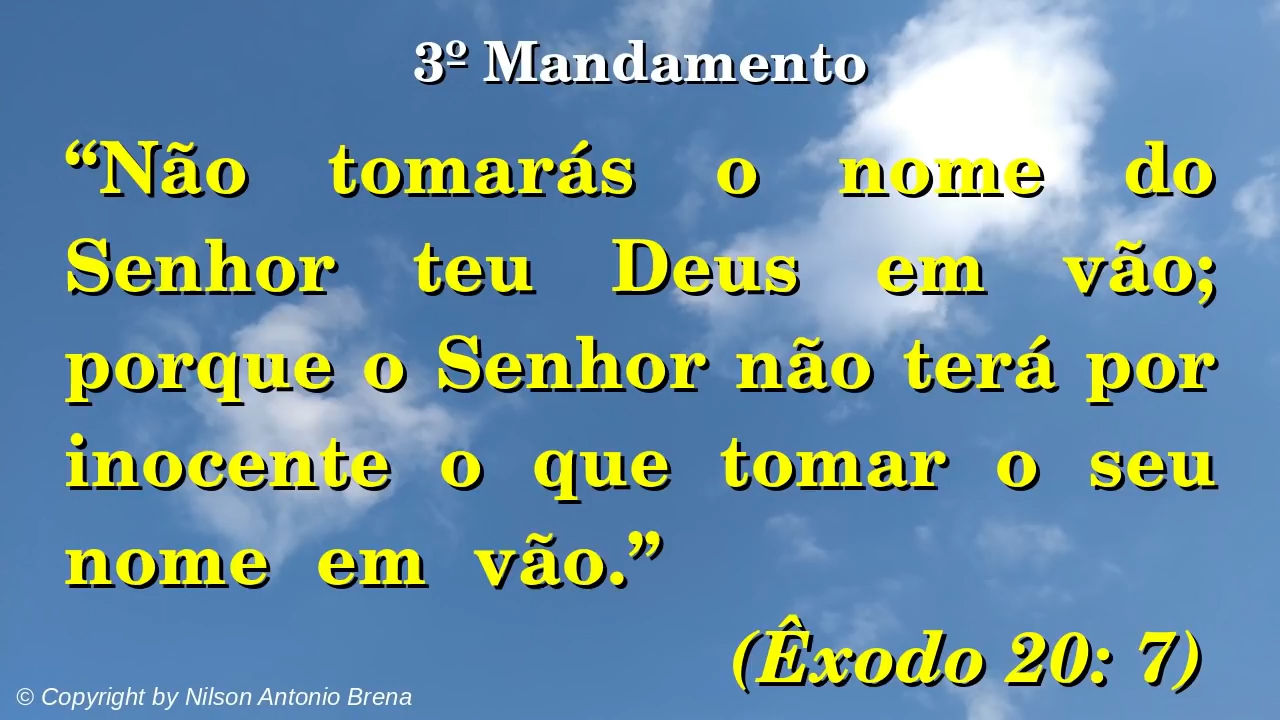 3º Mandamento
“Não tomarás o nome do
Senhor teu Deus em vão;
porque o Senhor não terá por
inocente o que tomar o seu
nome em vão.”
(Êxodo 20: 7)
© Copyright by Nilson Antonio Brena